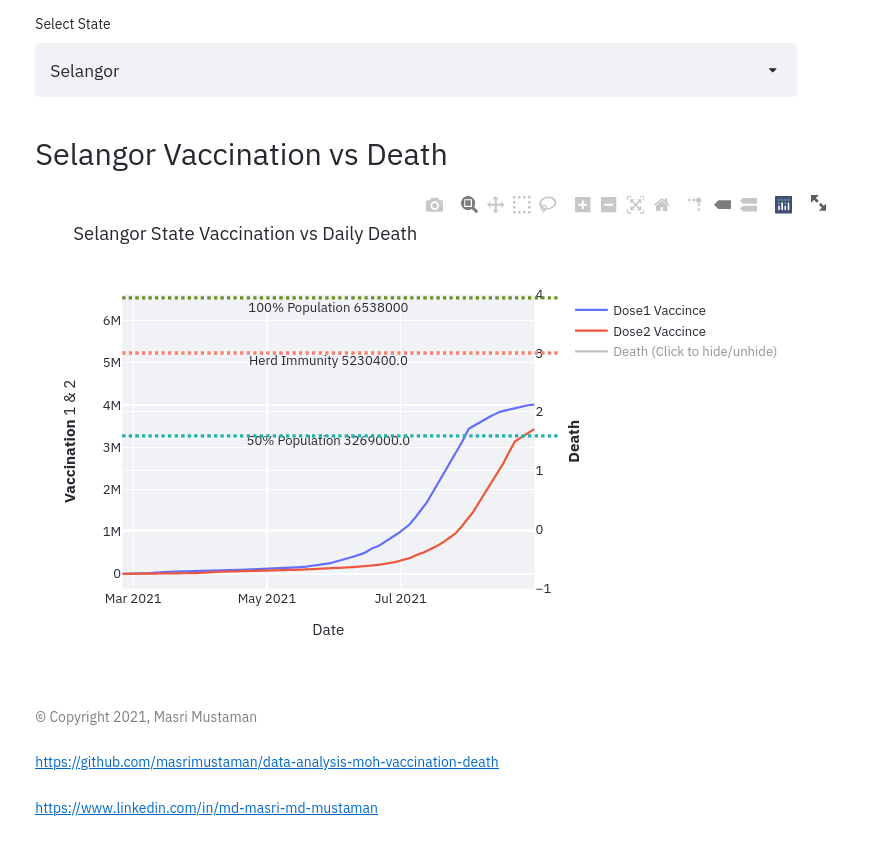 Select State
Selangor
Selangor Vaccination vs Death
Selangor State Vaccination vs Daily Death
4
100% Population 6538000
Dose1 Vaccince
6M
Dose2 Vaccince
Death (Click to hide/unhide)
3
Herd Immunity 5230400.0
5M
4M
2
50% Population 3269000.0
3M
Vaccination 1 & 2
Death
1
2M
0
1M
0
−1
Mar 2021
May 2021
Jul 2021
Date
© Copyright 2021, Masri Mustaman
https://github.com/masrimustaman/data-analysis-moh-vaccination-death
https://www.linkedin.com/in/md-masri-md-mustaman